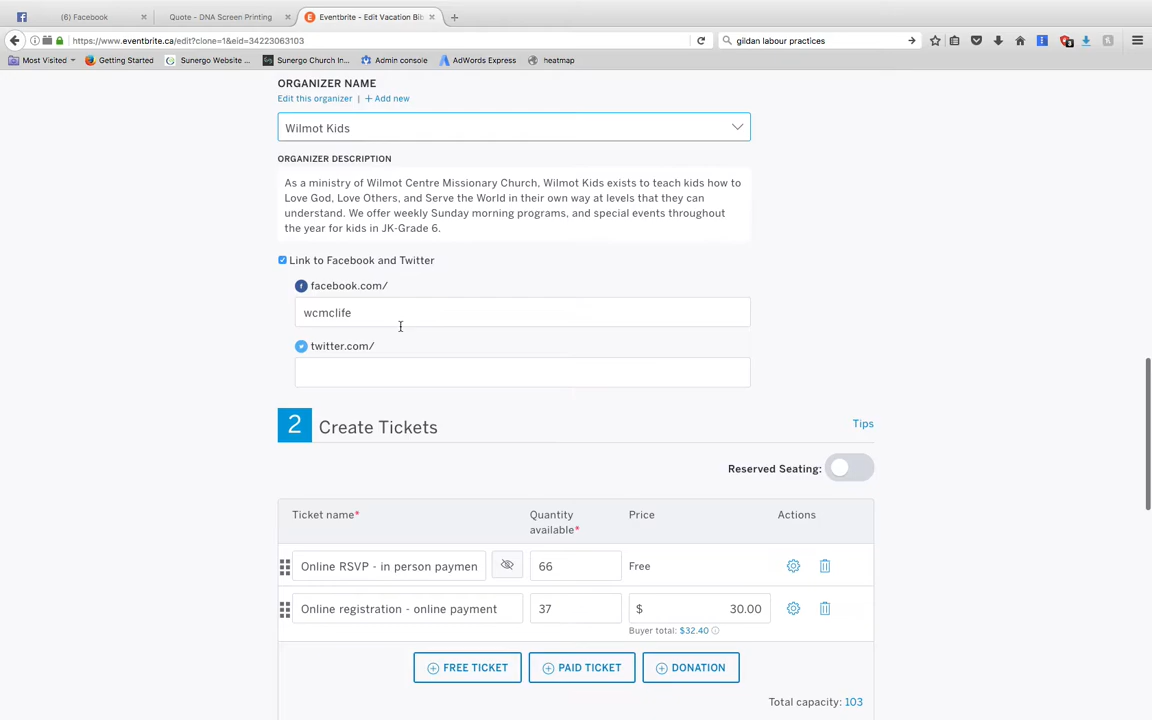 (6) Facebook
Quote - DNA Screen Printing
Eventbrite - Edit Vacation Bib
https://www.eventbrite.ca/edit?clone=1&eid=34223063103
gildan labour practices
3
Most Visited
Getting Started
Sunergo Website ...
Sunergo Church In...
Admin console
AdWords Express
heatmap
ORGANIZER NAME
Edit this organizer | + Add new
Wilmot Kids
ORGANIZER DESCRIPTION
As a ministry of Wilmot Centre Missionary Church, Wilmot Kids exists to teach kids how to
Love God, Love Others, and Serve the World in their own way at levels that they can
understand. We offer weekly Sunday morning programs, and special events throughout
the year for kids in JK-Grade 6.
Link to Facebook and Twitter
facebook.com/
wcmclife
twitter.com/
2 Create Tickets
Tips
Reserved Seating:
Ticket name*
Quantity
available*
Price
Actions
Online RSVP - in person paymen
66
Free
Online registration - online payment
37
$ 30.00
Buyer total: $32.40
FREE TICKET
PAID TICKET
DONATION
Total capacity: 103